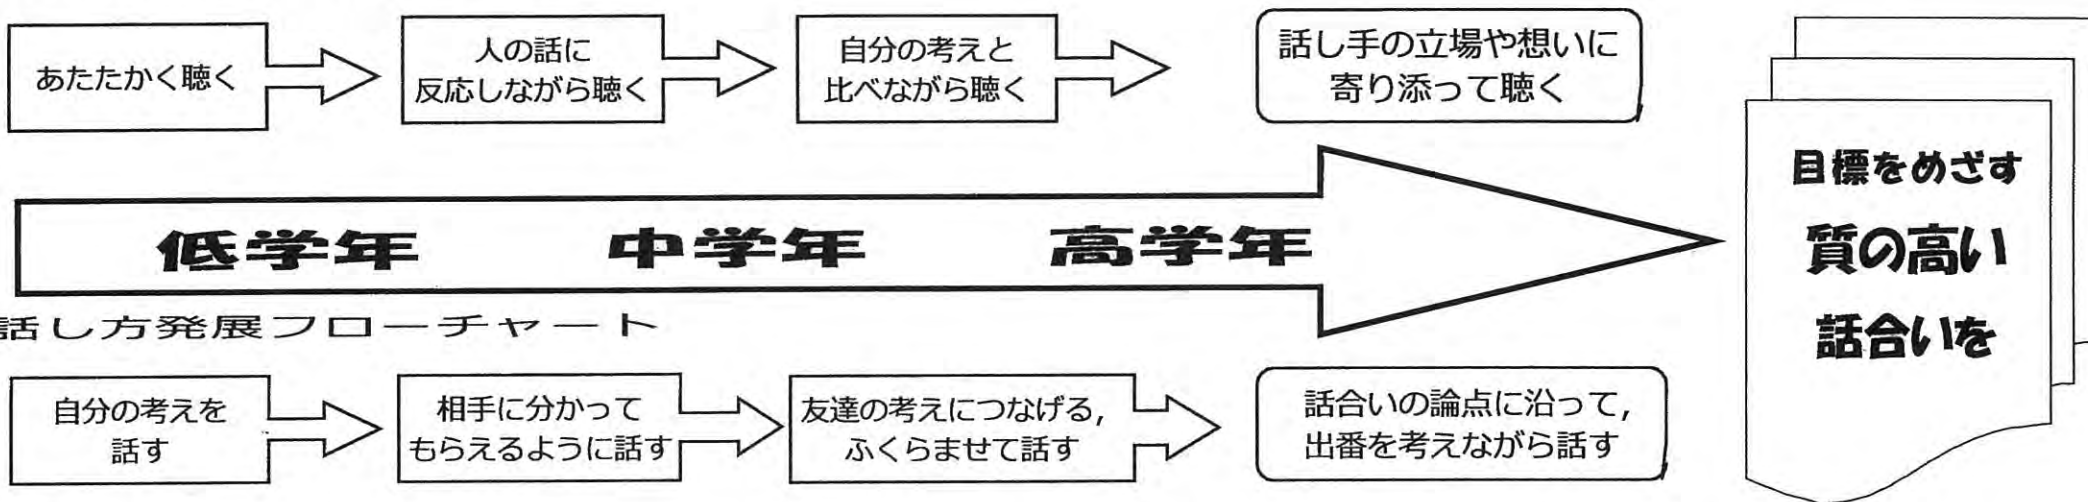 あたたかく聴く
人の話に
反応しながら聴く
自分の考えと
比べながら聴く
話し手の立場や想いに
寄り添って聴く
低学年 中学年 高学年
目標をめざす
質の高い
話合いを
話し方発展フローチャート
自分の考えを
話す
相手に分かって
もらえるように話す
友達の考えにつなげる,
ふくらませて話す
話合いの論点に沿って,
出番を考えながら話す